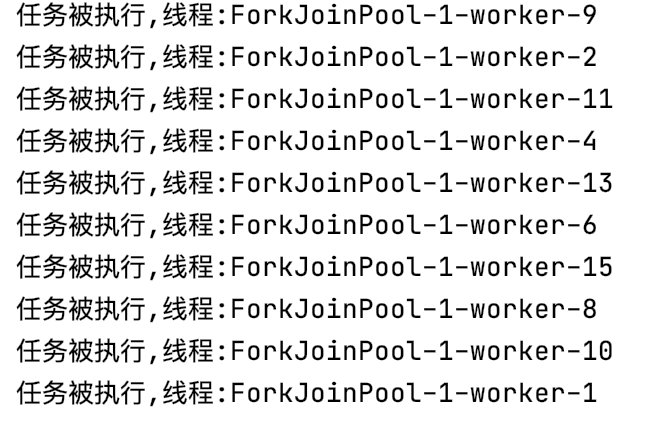 任务被执行,线程:ForkJoinPool-1-worker-9
任务被执行,线程:ForkJoinPool-1-worker-2
任务被执行,线程:ForkJoinPool-1-worker-11
任务被执行,线程:ForkJoinPool-1-worker-4
任务被执行,线程:ForkJoinPool-1-worker-13
任务被执行,线程:ForkJoinPool-1-worker-6
任务被执行,线程:ForkJoinPool-1-worker-15
任务被执行,线程:ForkJoinPool-1-worker-8
任务被执行,线程:ForkJoinPool-1-worker-10
任务被执行,线程:ForkJoinPool-1-worker-1